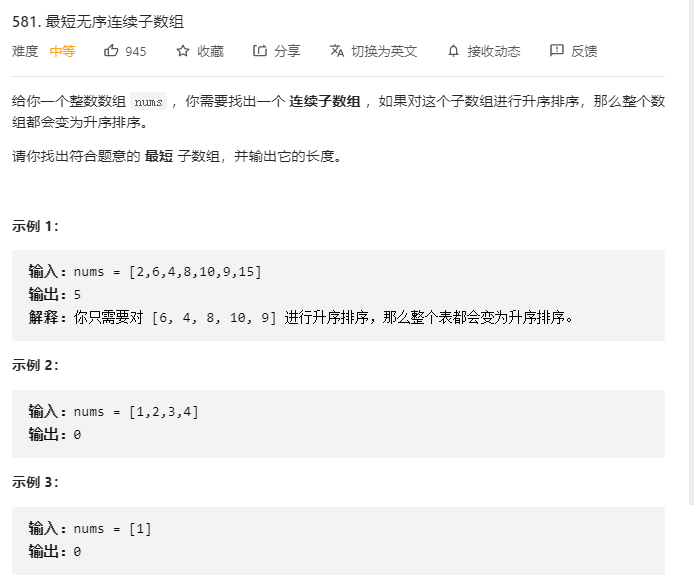 581. 最短无序连续子数组
难度 中等 945 收藏 分享 切换为英文 接收动态 反馈
给你一个整数数组 nums ，你需要找出一个 连续子数组 ，如果对这个子数组进行升序排序，那么整个数
组都会变为升序排序。
请你找出符合题意的 最短 子数组，并输出它的长度。
示例 1：
输入：nums = [2,6,4,8,10,9,15]
输出：5
解释：你只需要对 [6, 4, 8, 10, 9] 进行升序排序，那么整个表都会变为升序排序。
示例 2：
输入：nums = [1,2,3,4]
输出：0
示例 3：
输入：nums = [1]
输出：0